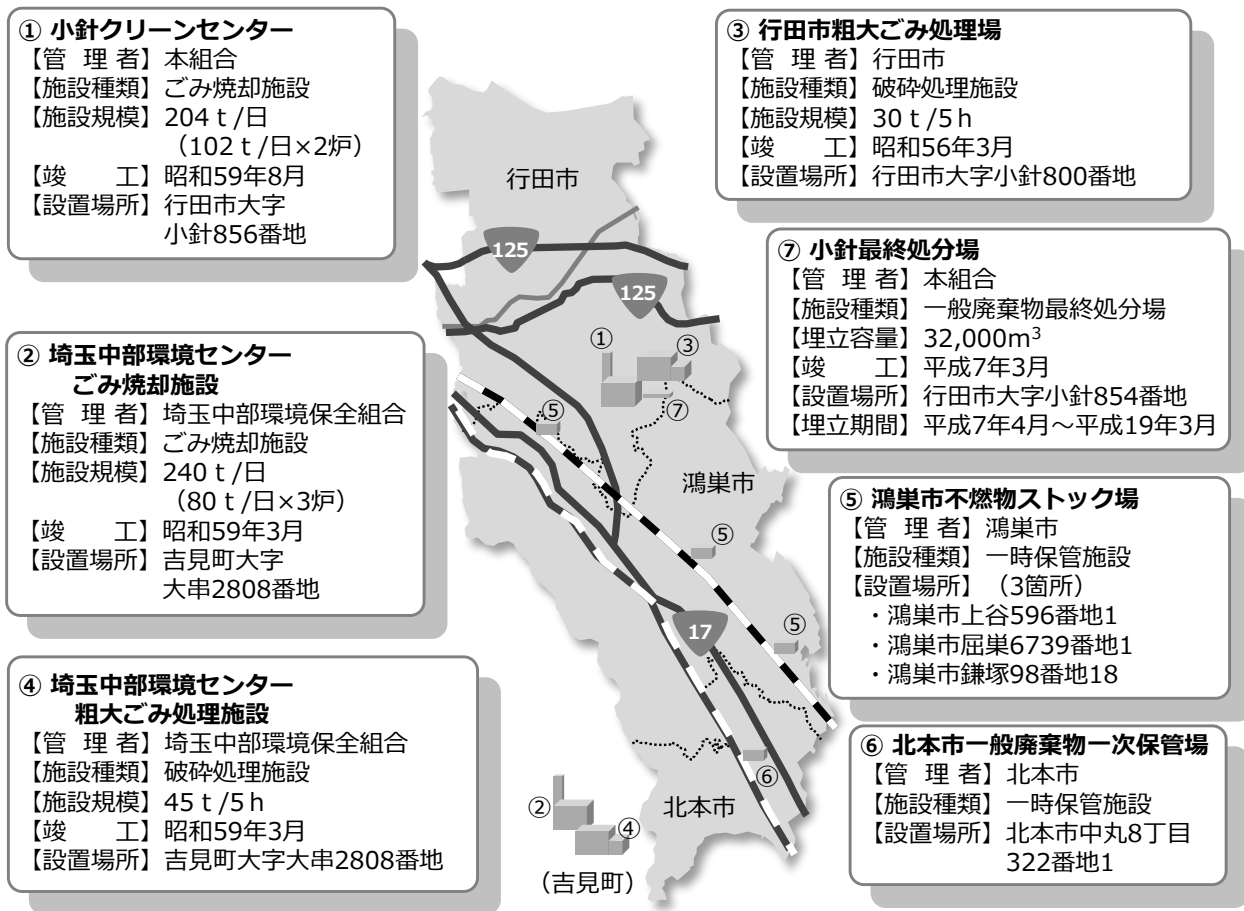 ① 小針クリーンセンター
【管 理 者】本組合
【施設種類】ごみ焼却施設
【施設規模】204ｔ/日
（102ｔ/日×2炉）
【竣　　工】昭和59年8月
【設置場所】行田市大字
小針856番地
② 埼玉中部環境センター
ごみ焼却施設
【管 理 者】埼玉中部環境保全組合
【施設種類】ごみ焼却施設
【施設規模】240ｔ/日
（80ｔ/日×3炉）
【竣　　工】昭和59年3月
【設置場所】吉見町大字
大串2808番地
④ 埼玉中部環境センター
粗大ごみ処理施設
【管 理 者】埼玉中部環境保全組合
【施設種類】破砕処理施設
【施設規模】45ｔ/5ｈ
【竣　　工】昭和59年3月
【設置場所】吉見町大字大串2808番地
行田市
125
125
①
③
⑤
⑦
鴻巣市
⑤
17
⑤
⑥
北本市
②
④
（吉見町）
③ 行田市粗大ごみ処理場
【管 理 者】行田市
【施設種類】破砕処理施設
【施設規模】30ｔ/5ｈ
【竣　　工】昭和56年3月
【設置場所】行田市大字小針800番地
⑦ 小針最終処分場
【管 理 者】本組合
【施設種類】一般廃棄物最終処分場
【埋立容量】32,000m³
【竣　　工】平成7年3月
【設置場所】行田市大字小針854番地
【埋立期間】平成7年4月～平成19年3月
⑤ 鴻巣市不燃物ストック場
【管 理 者】鴻巣市
【施設種類】一時保管施設
【設置場所】（3箇所）
・鴻巣市上谷596番地1
・鴻巣市屈巣6739番地1
・鴻巣市鎌塚98番地18
⑥ 北本市一般廃棄物一次保管場
【管 理 者】北本市
【施設種類】一時保管施設
【設置場所】北本市中丸8丁目
322番地1